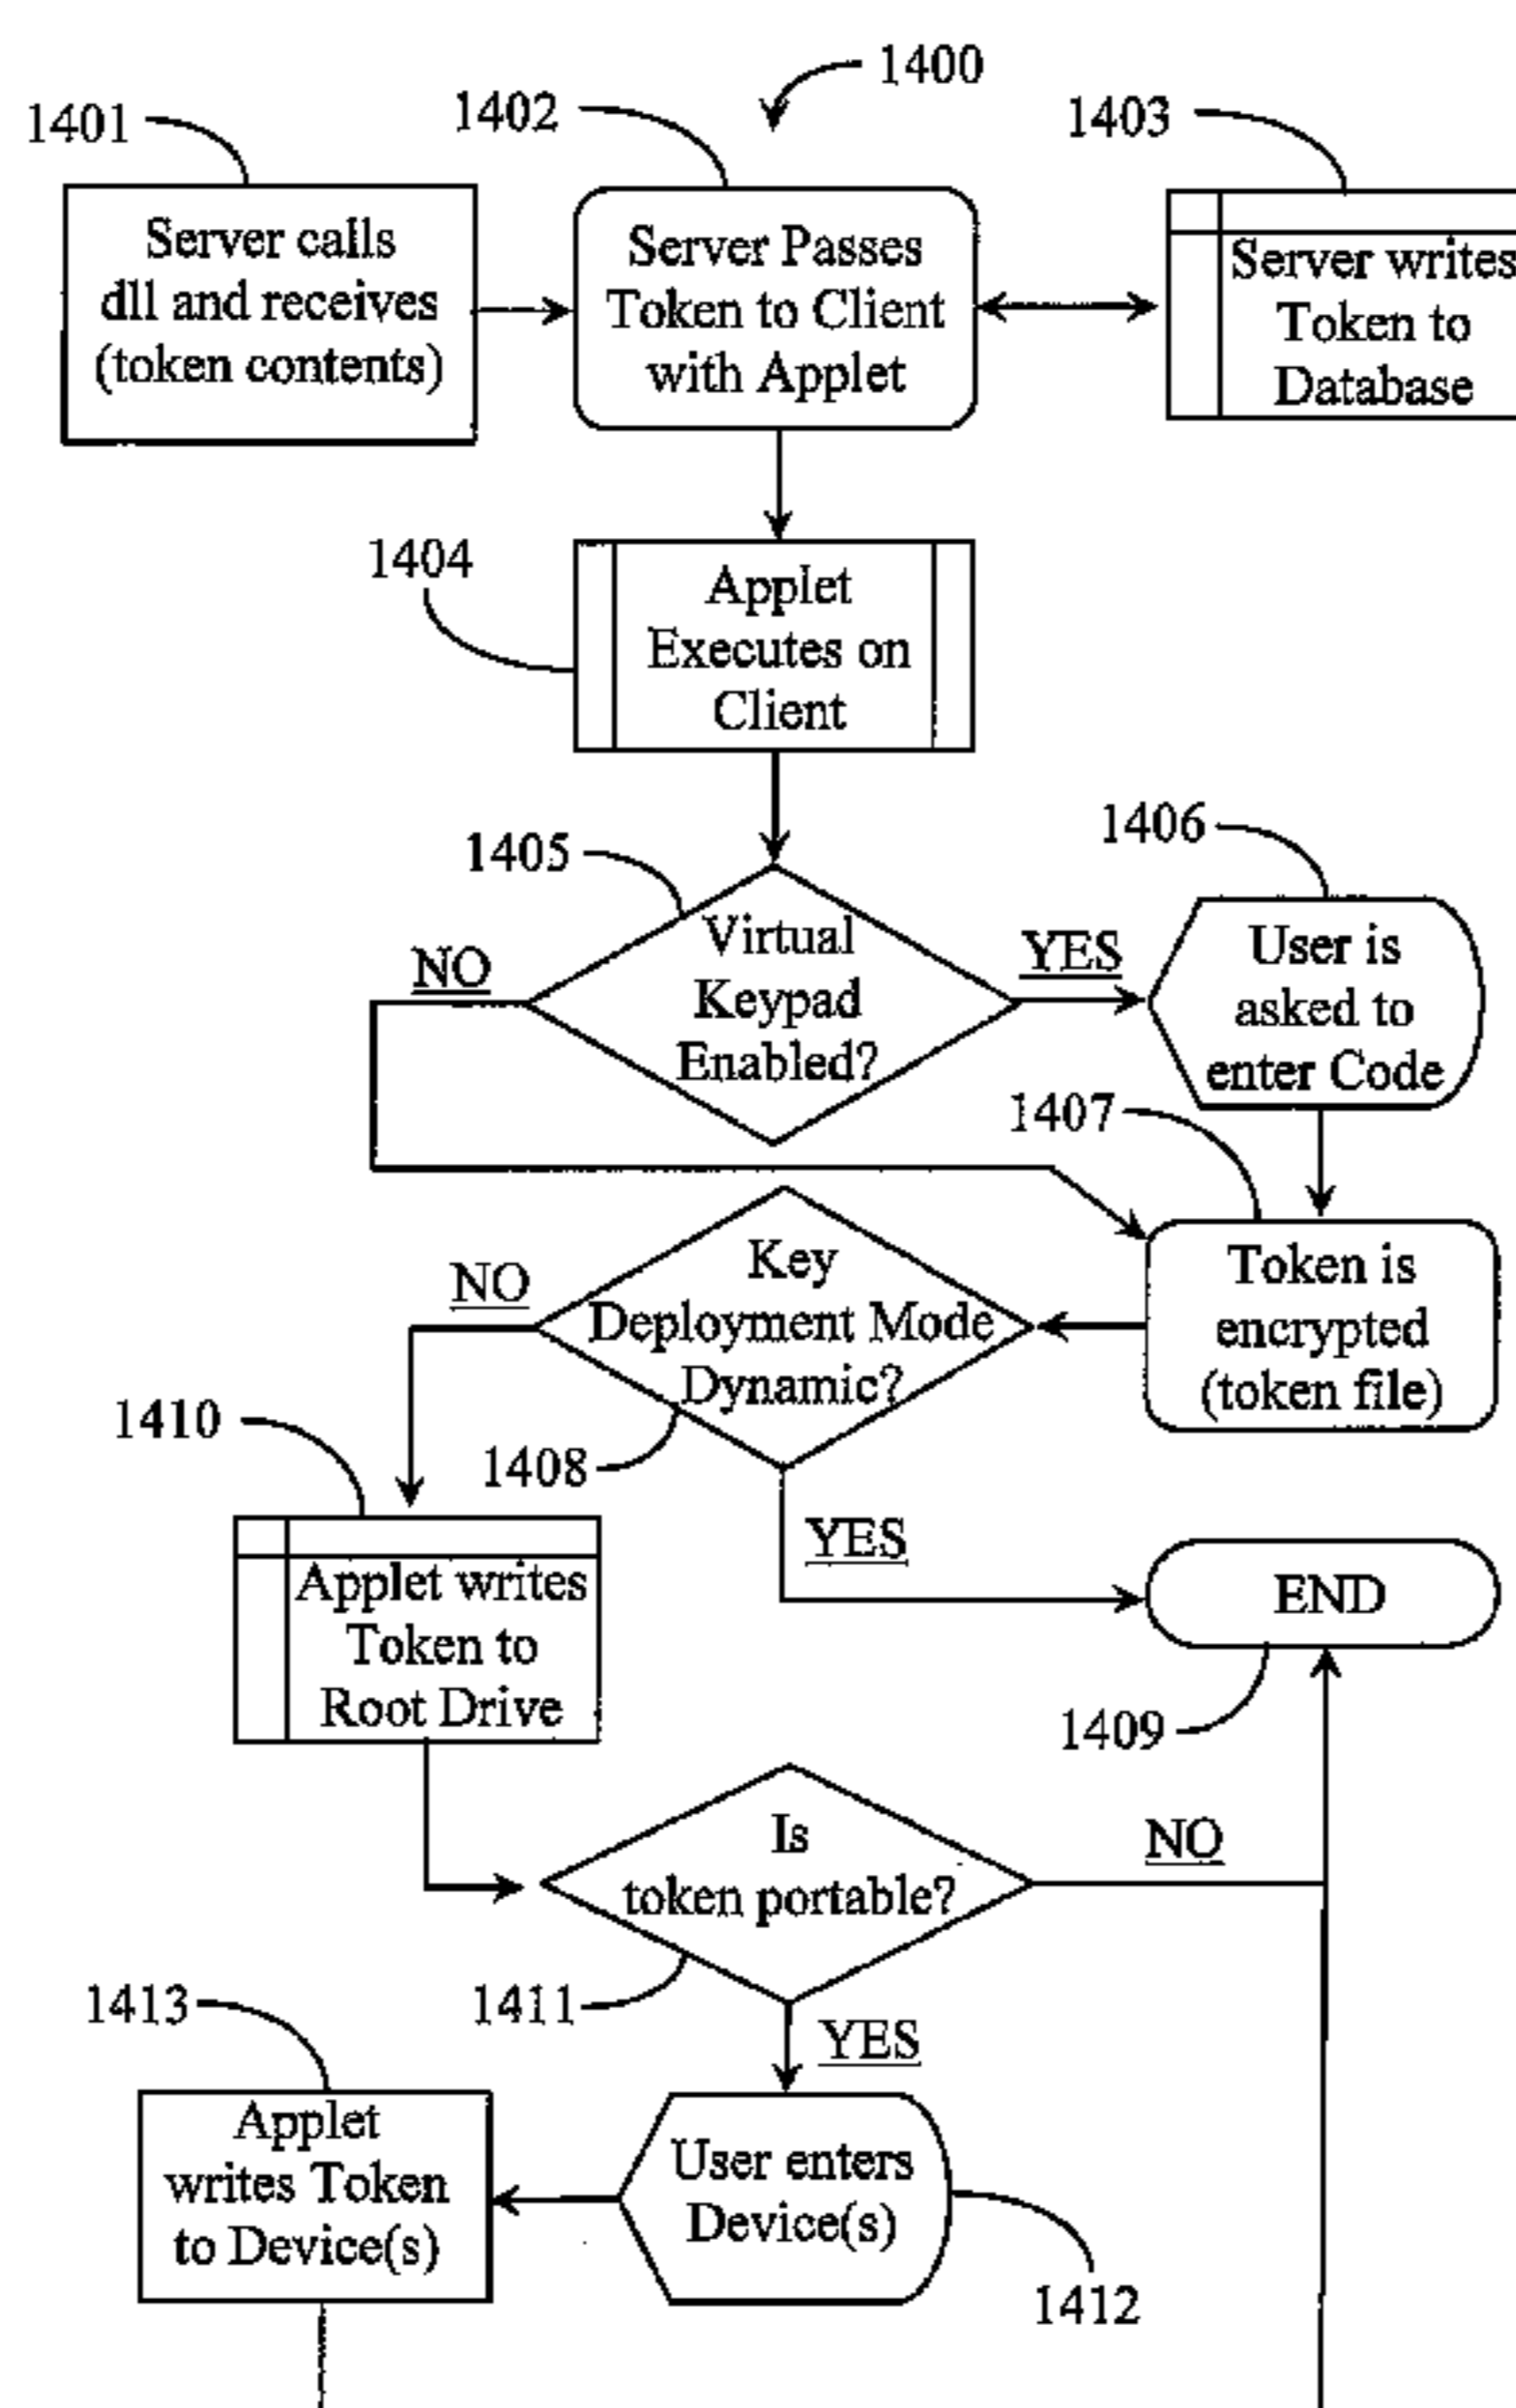 1400
1401
1402
1403
Server calls
dll and receives
(token contents)
Server Passes
Token to Client
with Applet
Server writes
Token to
Database
1404
Applet
Executes on
Client
1405
1406
Virtual
Keypad
Enabled?
NO
YES
User is
asked to
enter Code
1407
Token is
encrypted
(token file)
Key
Deployment Mode
Dynamic?
NO
1408
YES
1410
Applet writes
Token to
Root Drive
END
1409
Is
token portable?
NO
1411
YES
1413
Applet
writes Token
to Device(s)
User enters
Device(s)
1412